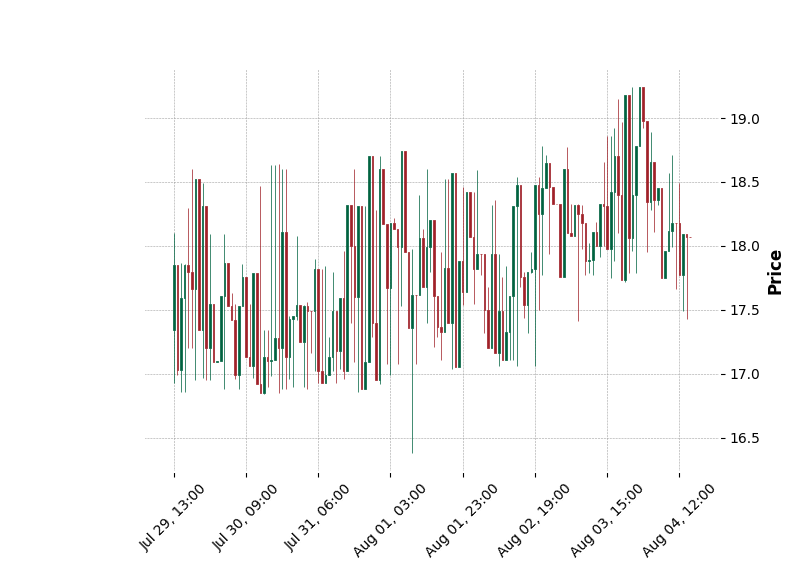 19.0
18.5
18.0
17.5
17.0
16.5
Price
Jul 29, 13:00
Jul 30, 09:00
Jul 31, 06:00
Aug 01, 03:00
Aug 01, 23:00
Aug 02, 19:00
Aug 03, 15:00
Aug 04, 12:00